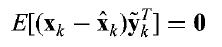 E[(𝐱ₖ − 𝐱̂ₖ)𝐲̃ₖᵀ] = 𝟎